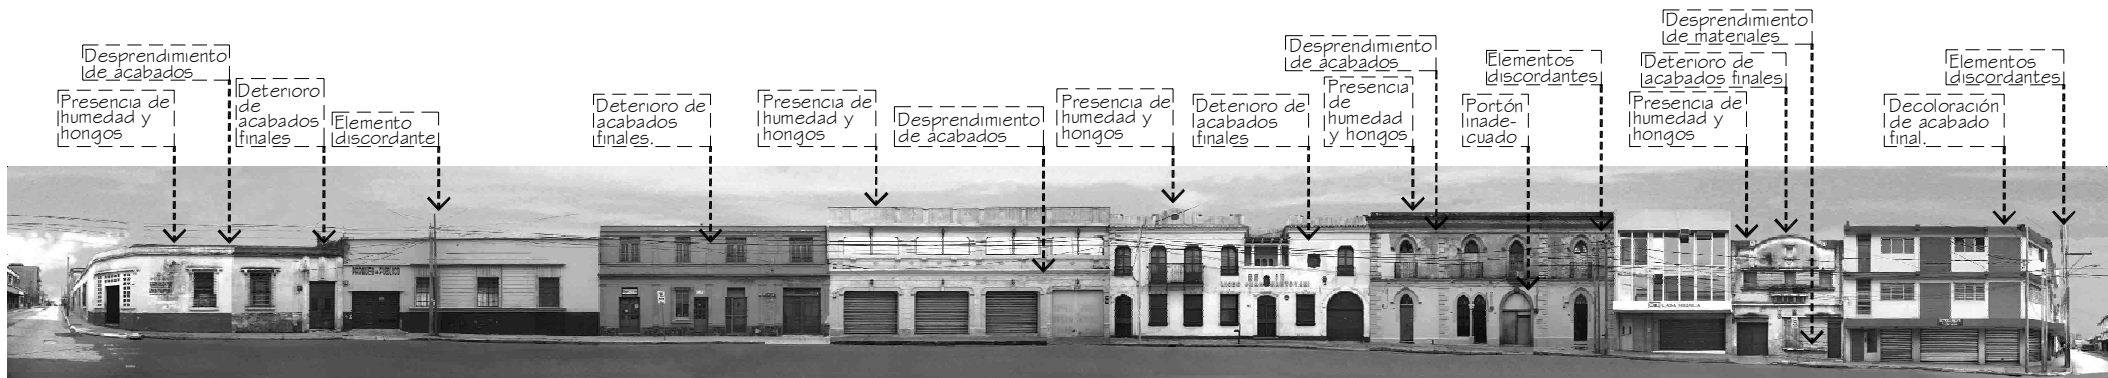 Presencia de
humedad y
hongos
Desprendimiento
de acabados
Deterioro
de
acabados
finales
Elemento
discordante
Deterioro de
acabados
finales.
Presencia de
humedad y
hongos
Desprendimiento
de acabados
Presencia de
humedad y
hongos
Deterioro de
acabados
finales
Desprendimiento
de acabados
Presencia
de
humedad
y hongos
Portón
inade-
cuado
Elementos
discordantes
Presencia de
humedad y
hongos
Deterioro de
acabados finales
Desprendimiento
de materiales
Decoloración
de acabado
final.
Elementos
discordantes
PARQUEO PUBLICO